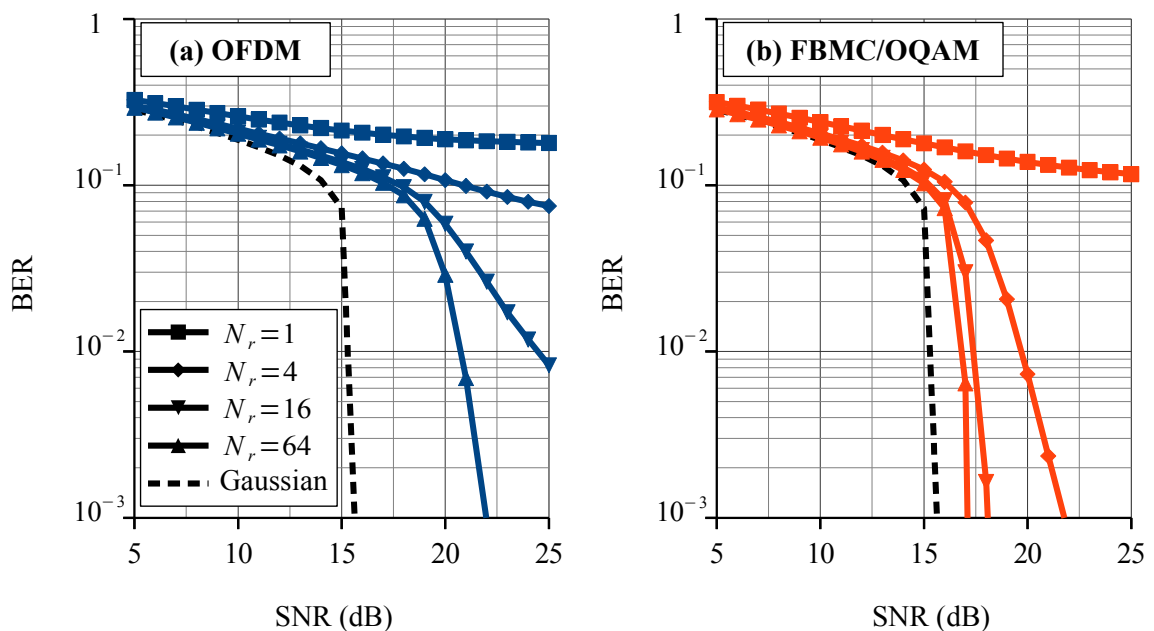 (a) OFDM
1
10⁻¹
10⁻²
10⁻³
BER
N_r=1
N_r=4
N_r=16
N_r=64
Gaussian
5 10 15 20 25
SNR (dB)
(b) FBMC/OQAM
1
10⁻¹
10⁻²
10⁻³
BER
5 10 15 20 25
SNR (dB)